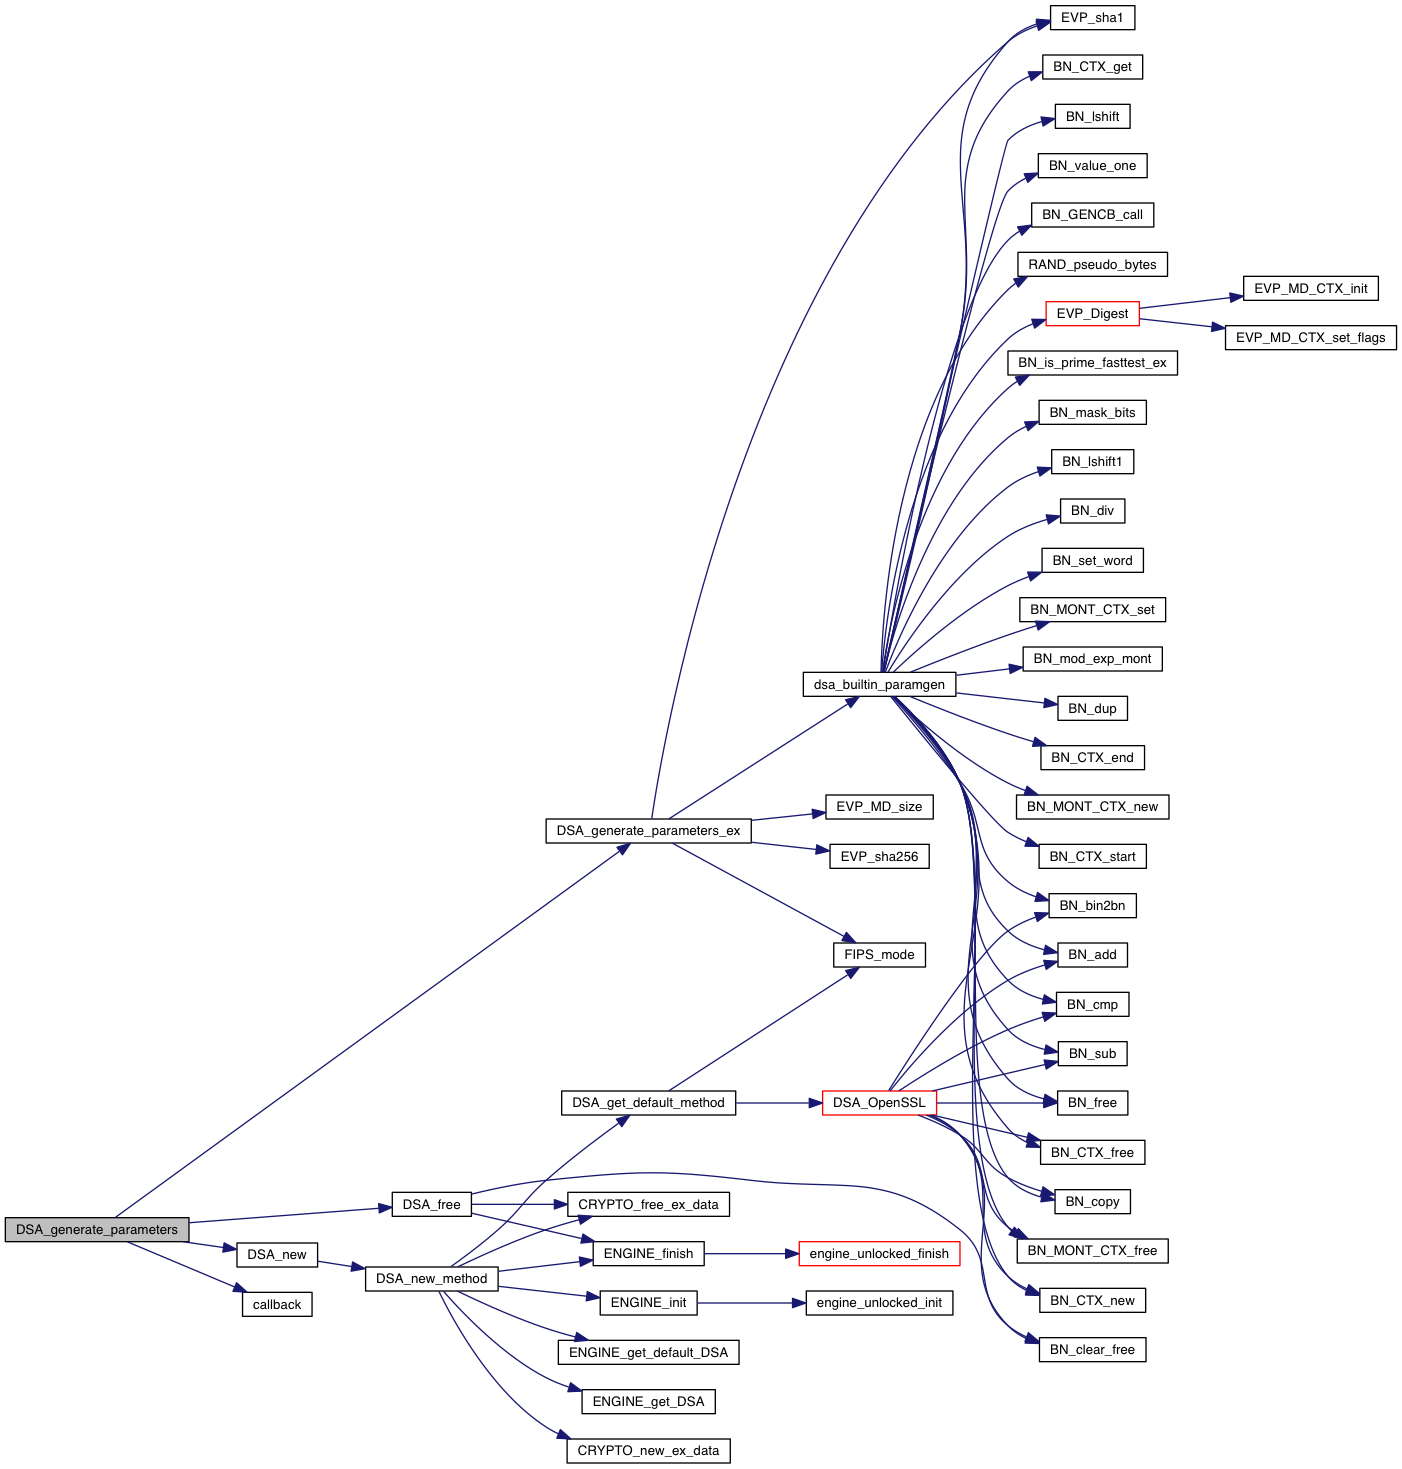 EVP_sha1
BN_CTX_get
BN_lshift
BN_value_one
BN_GENCB_call
RAND_pseudo_bytes
EVP_MD_CTX_init
EVP_Digest
EVP_MD_CTX_set_flags
BN_is_prime_fasttest_ex
BN_mask_bits
BN_lshift1
BN_div
BN_set_word
BN_MONT_CTX_set
BN_mod_exp_mont
dsa_builtin_paramgen
BN_dup
BN_CTX_end
EVP_MD_size
BN_MONT_CTX_new
DSA_generate_parameters_ex
EVP_sha256
BN_CTX_start
BN_bin2bn
FIPS_mode
BN_add
BN_cmp
BN_sub
DSA_get_default_method
DSA_OpenSSL
BN_free
BN_CTX_free
DSA_free
CRYPTO_free_ex_data
BN_copy
DSA_generate_parameters
DSA_new
ENGINE_finish
engine_unlocked_finish
BN_MONT_CTX_free
DSA_new_method
callback
ENGINE_init
engine_unlocked_init
BN_CTX_new
ENGINE_get_default_DSA
BN_clear_free
ENGINE_get_DSA
CRYPTO_new_ex_data